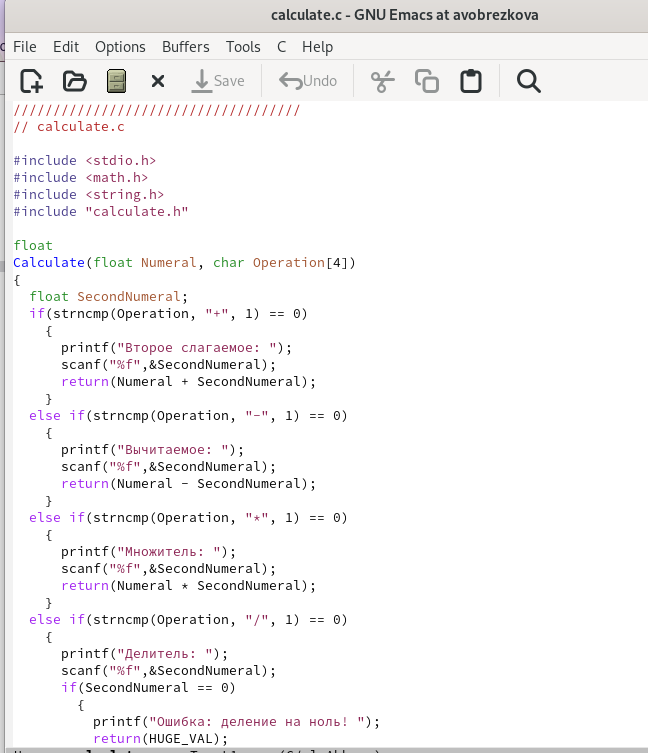 calculate.c - GNU Emacs at avobrezkova
File Edit Options Buffers Tools C Help
Save Undo
////////////////////////////////////
// calculate.c
#include <stdio.h>
#include <math.h>
#include <string.h>
#include "calculate.h"
float
Calculate(float Numeral, char Operation[4])
{
  float SecondNumeral;
  if(strncmp(Operation, "+", 1) == 0)
    {
      printf("Второе слагаемое: ");
      scanf("%f",&SecondNumeral);
      return(Numeral + SecondNumeral);
    }
  else if(strncmp(Operation, "-", 1) == 0)
    {
      printf("Вычитаемое: ");
      scanf("%f",&SecondNumeral);
      return(Numeral - SecondNumeral);
    }
  else if(strncmp(Operation, "*", 1) == 0)
    {
      printf("Множитель: ");
      scanf("%f",&SecondNumeral);
      return(Numeral * SecondNumeral);
    }
  else if(strncmp(Operation, "/", 1) == 0)
    {
      printf("Делитель: ");
      scanf("%f",&SecondNumeral);
      if(SecondNumeral == 0)
        {
          printf("Ошибка: деление на ноль! ");
          return(HUGE_VAL);